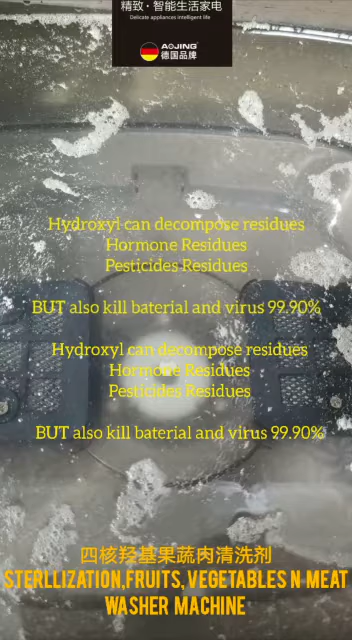 精致·智能生活家电
Delicate appliances intelligent life
AOJING
德国品牌
Hydroxyl can decompose residues
Hormone Residues
Pesticides Residues
BUT also kill baterial and virus 99.90%
Hydroxyl can decompose residues
Hormone Residues
Pesticides Residues
BUT also kill baterial and virus 99.90%
四核羟基果蔬肉清洗剂
STERLLIZATION,FRUITS, VEGETABLES N MEAT
WASHER MACHINE